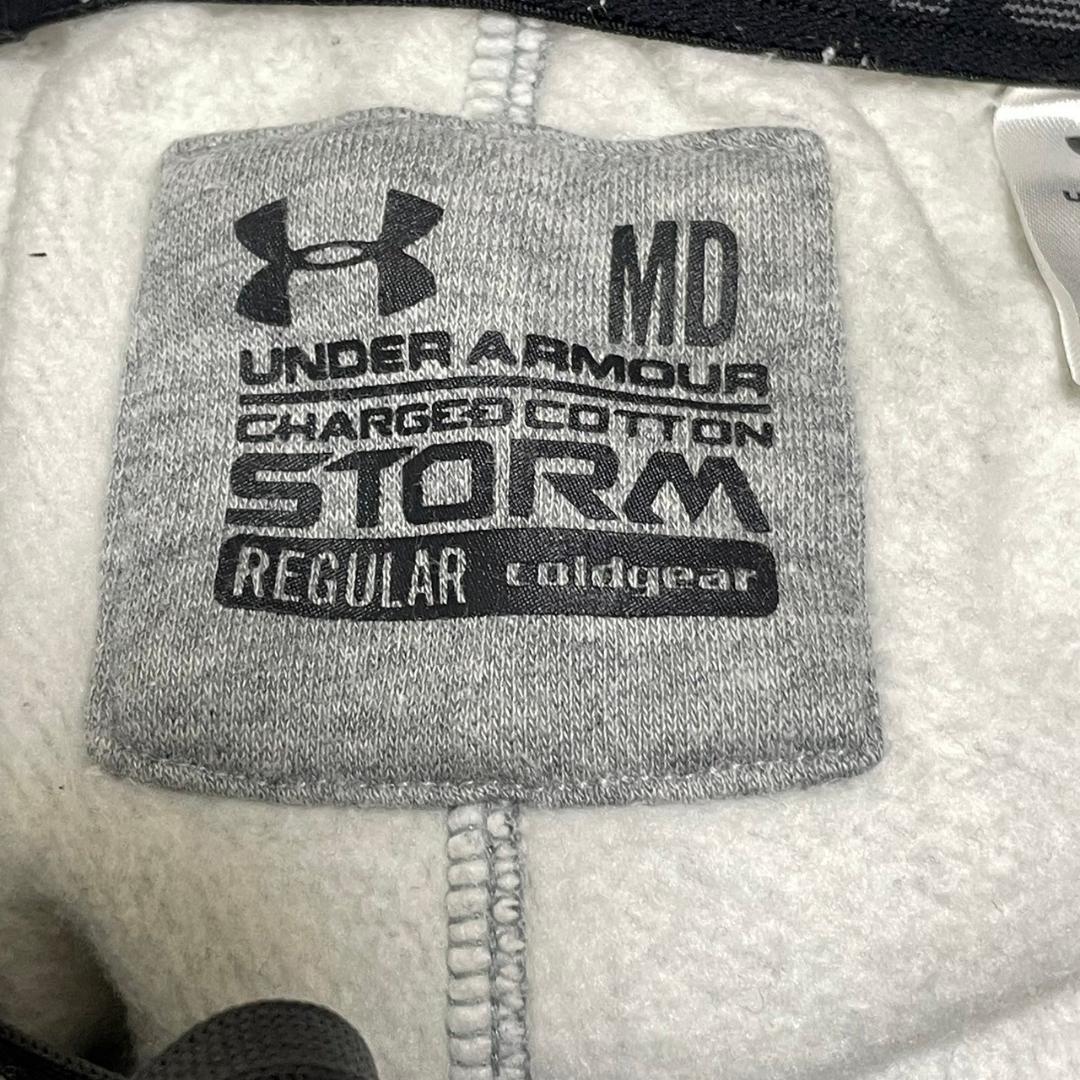 MD
UNDER ARMOUR
CHARGED COTTON
STORM
REGULAR coldgear